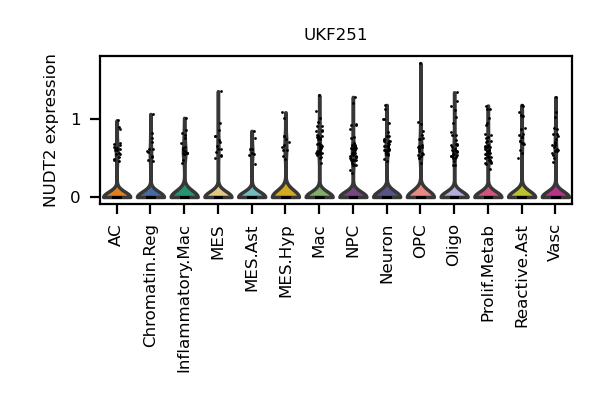 UKF251
NUDT2 expression
1
0
AC
Chromatin.Reg
Inflammatory.Mac
MES
MES.Ast
MES.Hyp
Mac
NPC
Neuron
OPC
Oligo
Prolif.Metab
Reactive.Ast
Vasc